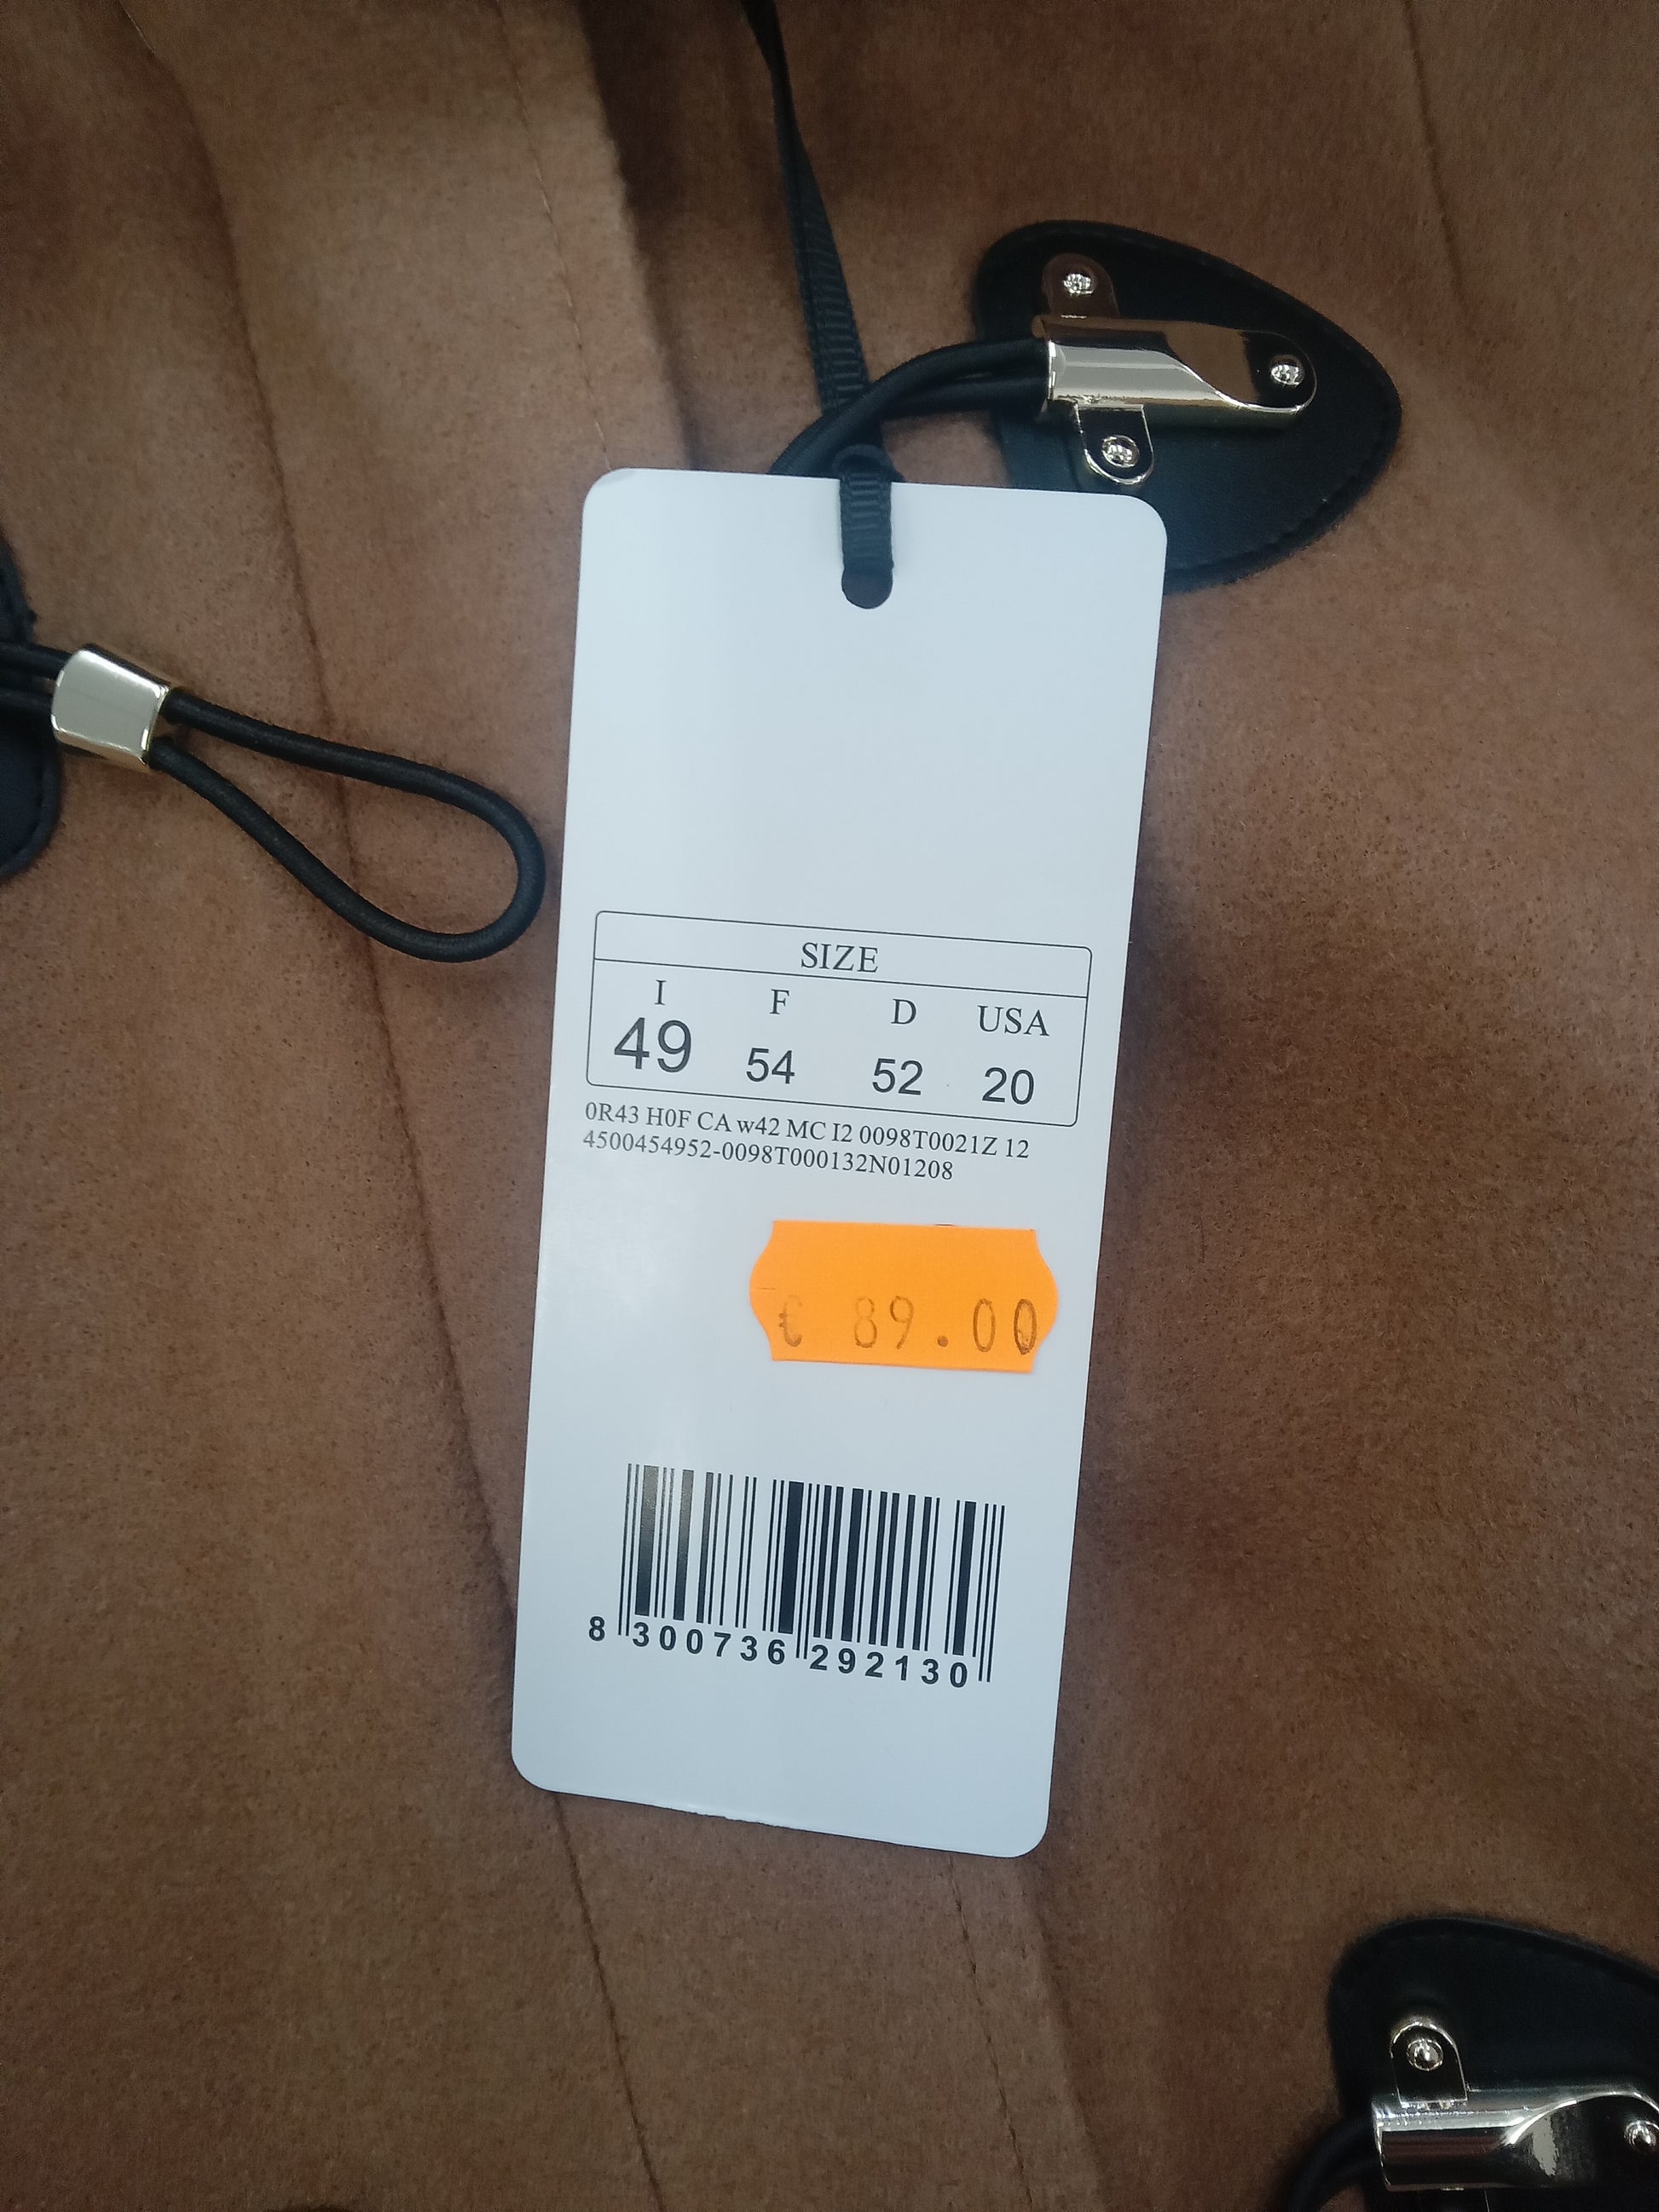 SIZE
I F D USA
49 54 52 20
0R43 H0F CA w42 MC I2 0098T0021Z 12
4500454952-0098T000132N01208
€ 89.00
8 300736 292130